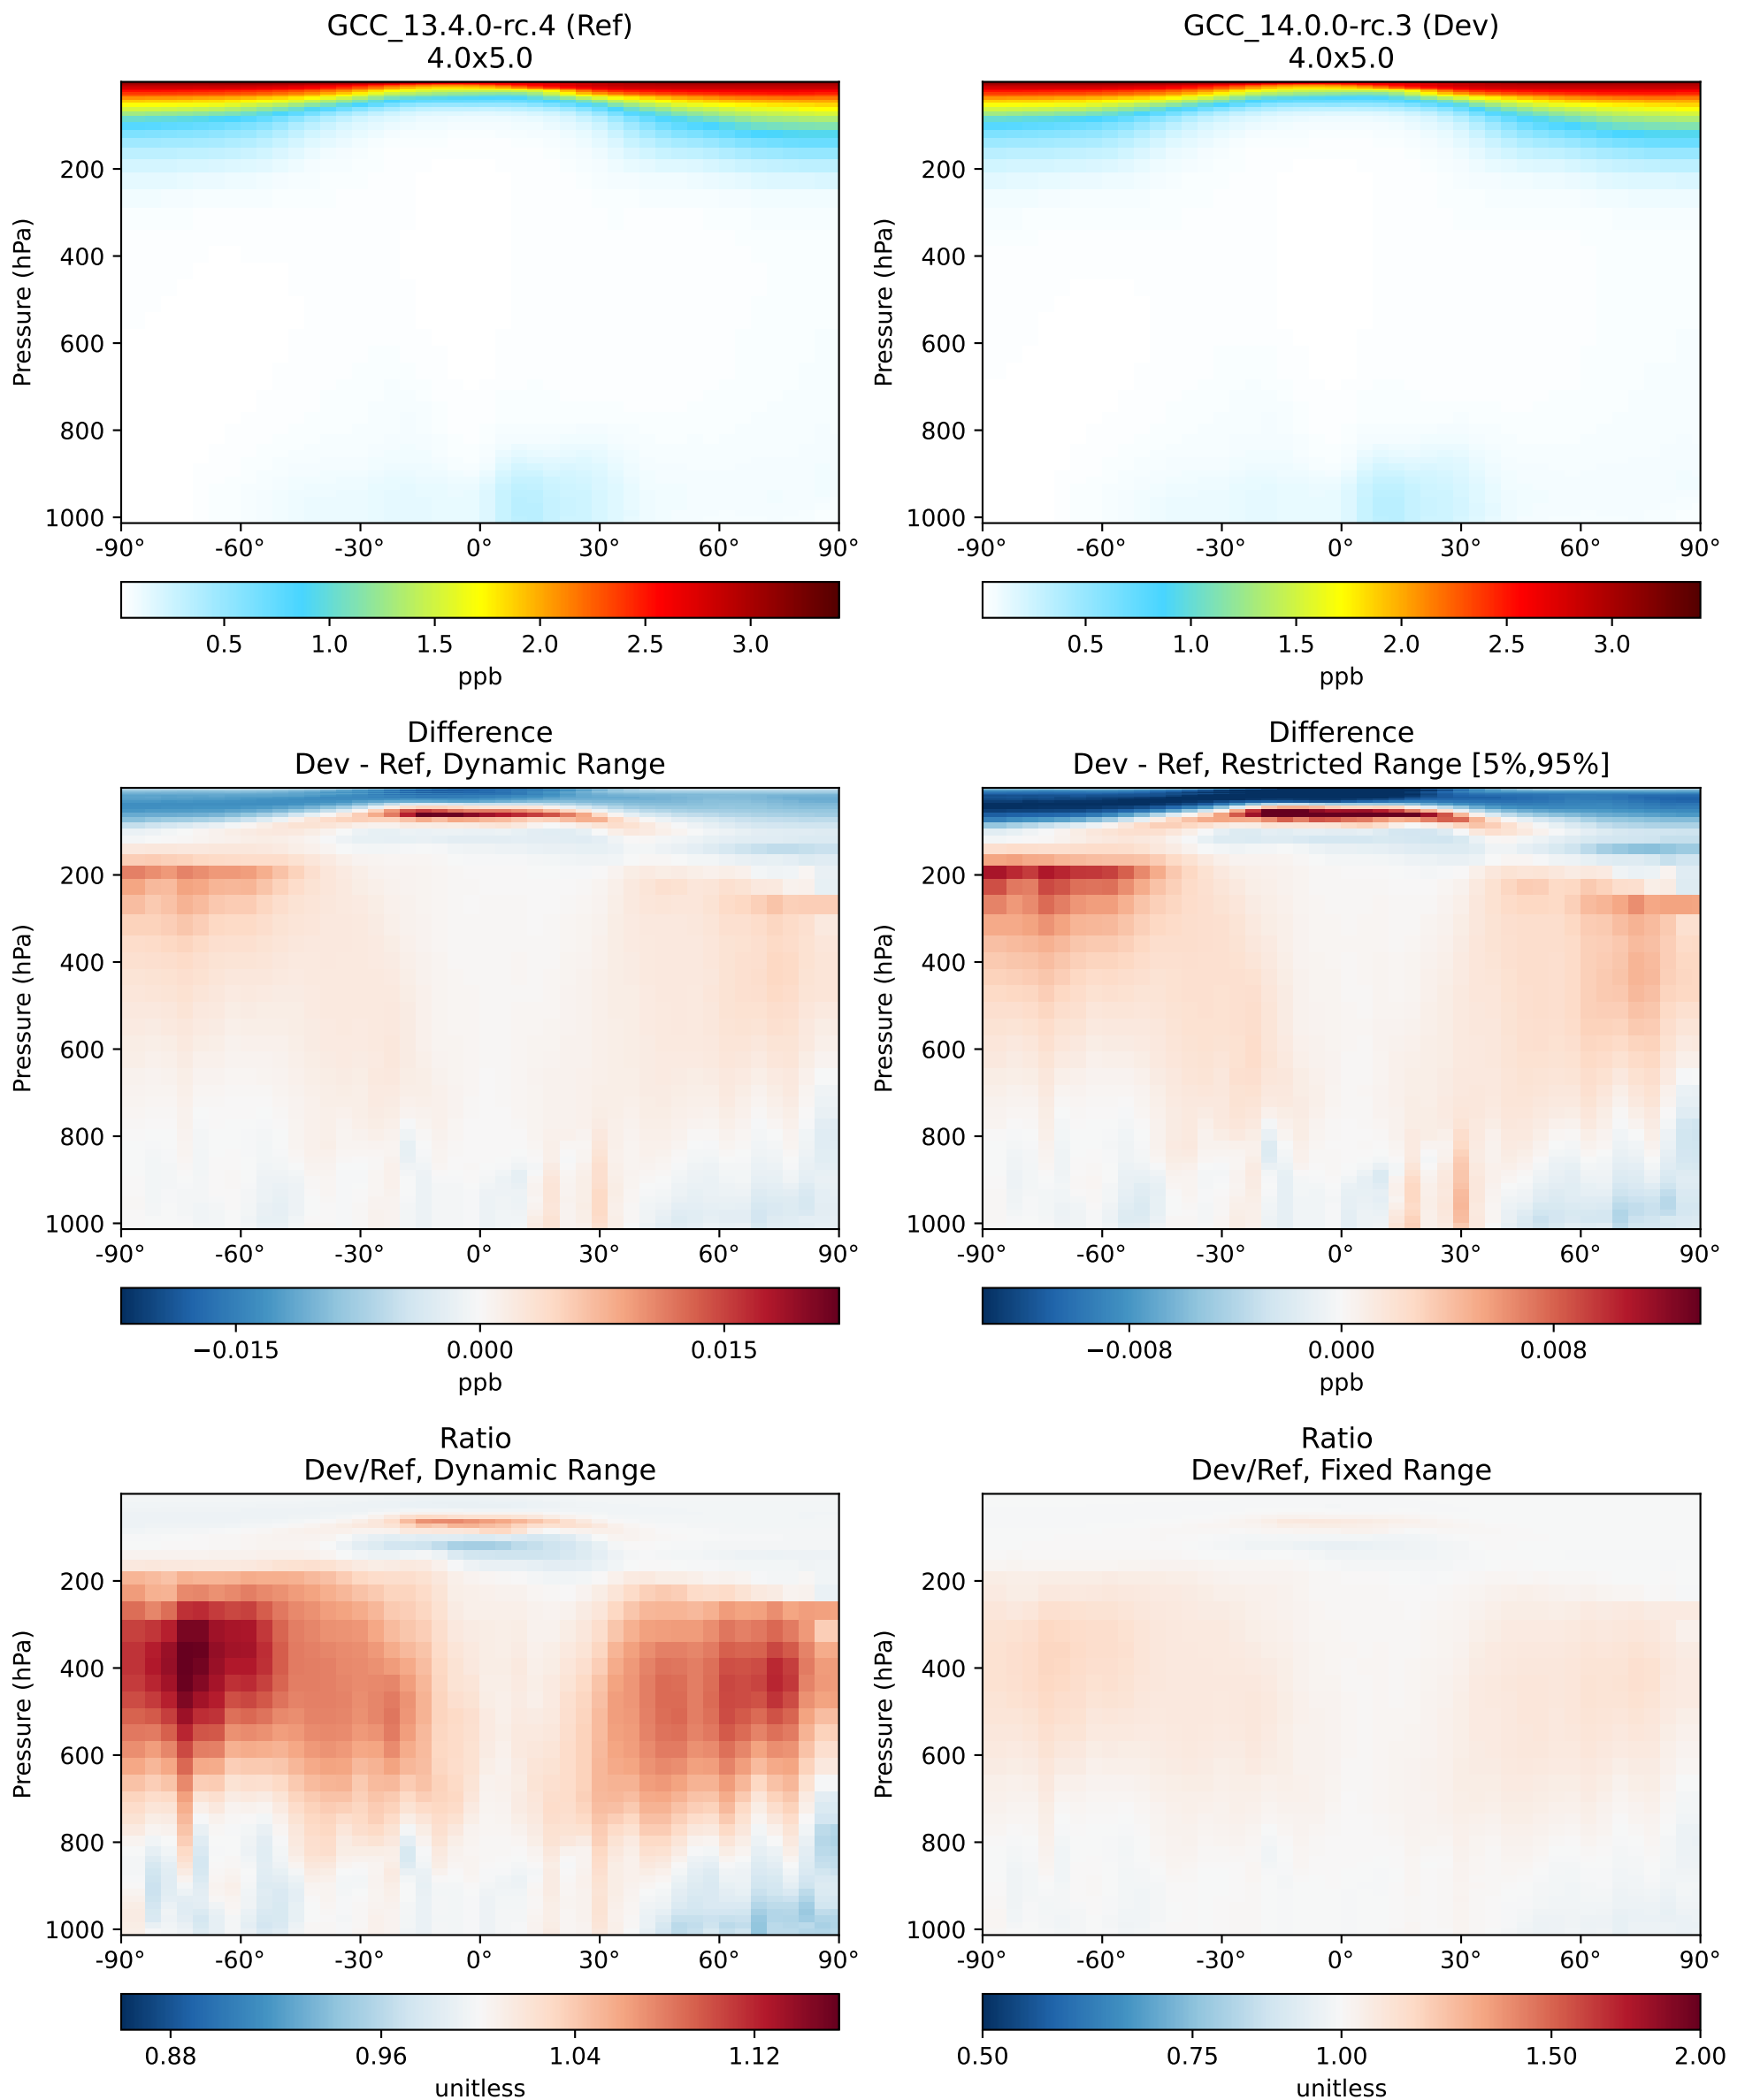 GCC_13.4.0-rc.4 (Ref)
4.0x5.0
Pressure (hPa)
200
400
600
800
1000
-90° -60° -30° 0° 30° 60° 90°
0.5 1.0 1.5 2.0 2.5 3.0
ppb
GCC_14.0.0-rc.3 (Dev)
4.0x5.0
Pressure (hPa)
200
400
600
800
1000
-90° -60° -30° 0° 30° 60° 90°
0.5 1.0 1.5 2.0 2.5 3.0
ppb
Difference
Dev - Ref, Dynamic Range
Pressure (hPa)
200
400
600
800
1000
-90° -60° -30° 0° 30° 60° 90°
−0.015 0.000 0.015
ppb
Difference
Dev - Ref, Restricted Range [5%,95%]
Pressure (hPa)
200
400
600
800
1000
-90° -60° -30° 0° 30° 60° 90°
−0.008 0.000 0.008
ppb
Ratio
Dev/Ref, Dynamic Range
Pressure (hPa)
200
400
600
800
1000
-90° -60° -30° 0° 30° 60° 90°
0.88 0.96 1.04 1.12
unitless
Ratio
Dev/Ref, Fixed Range
Pressure (hPa)
200
400
600
800
1000
-90° -60° -30° 0° 30° 60° 90°
0.50 0.75 1.00 1.50 2.00
unitless